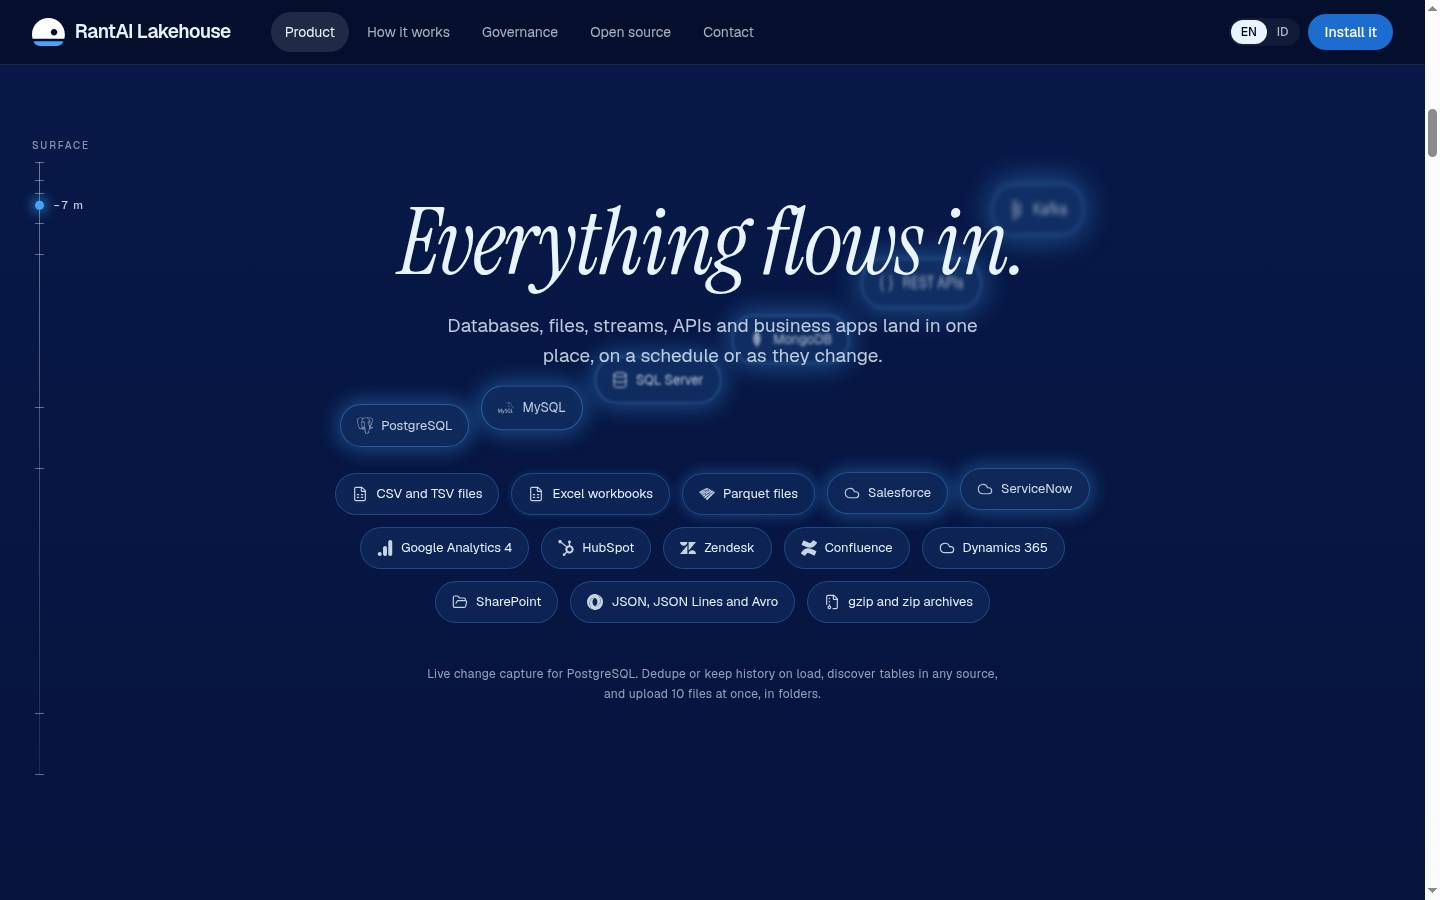 RantAI Lakehouse
Product
How it works
Governance
Open source
Contact
EN
ID
Install it
SURFACE
-7 m
Everything flows in.
Kafka
REST APIs
Databases, files, streams, APIs and business apps land in one
MongoDB
place, on a schedule or as they change.
SQL Server
MySQL
PostgreSQL
CSV and TSV files
Excel workbooks
Parquet files
Salesforce
ServiceNow
Google Analytics 4
HubSpot
Zendesk
Confluence
Dynamics 365
SharePoint
JSON, JSON Lines and Avro
gzip and zip archives
Live change capture for PostgreSQL. Dedupe or keep history on load, discover tables in any source,
and upload 10 files at once, in folders.